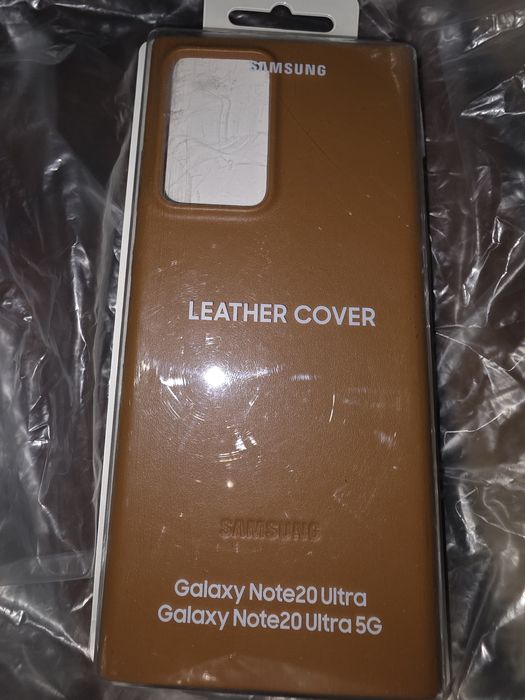 SAMSUNG
LEATHER COVER
SAMSUNG
Galaxy Note20 Ultra
Galaxy Note20 Ultra 5G